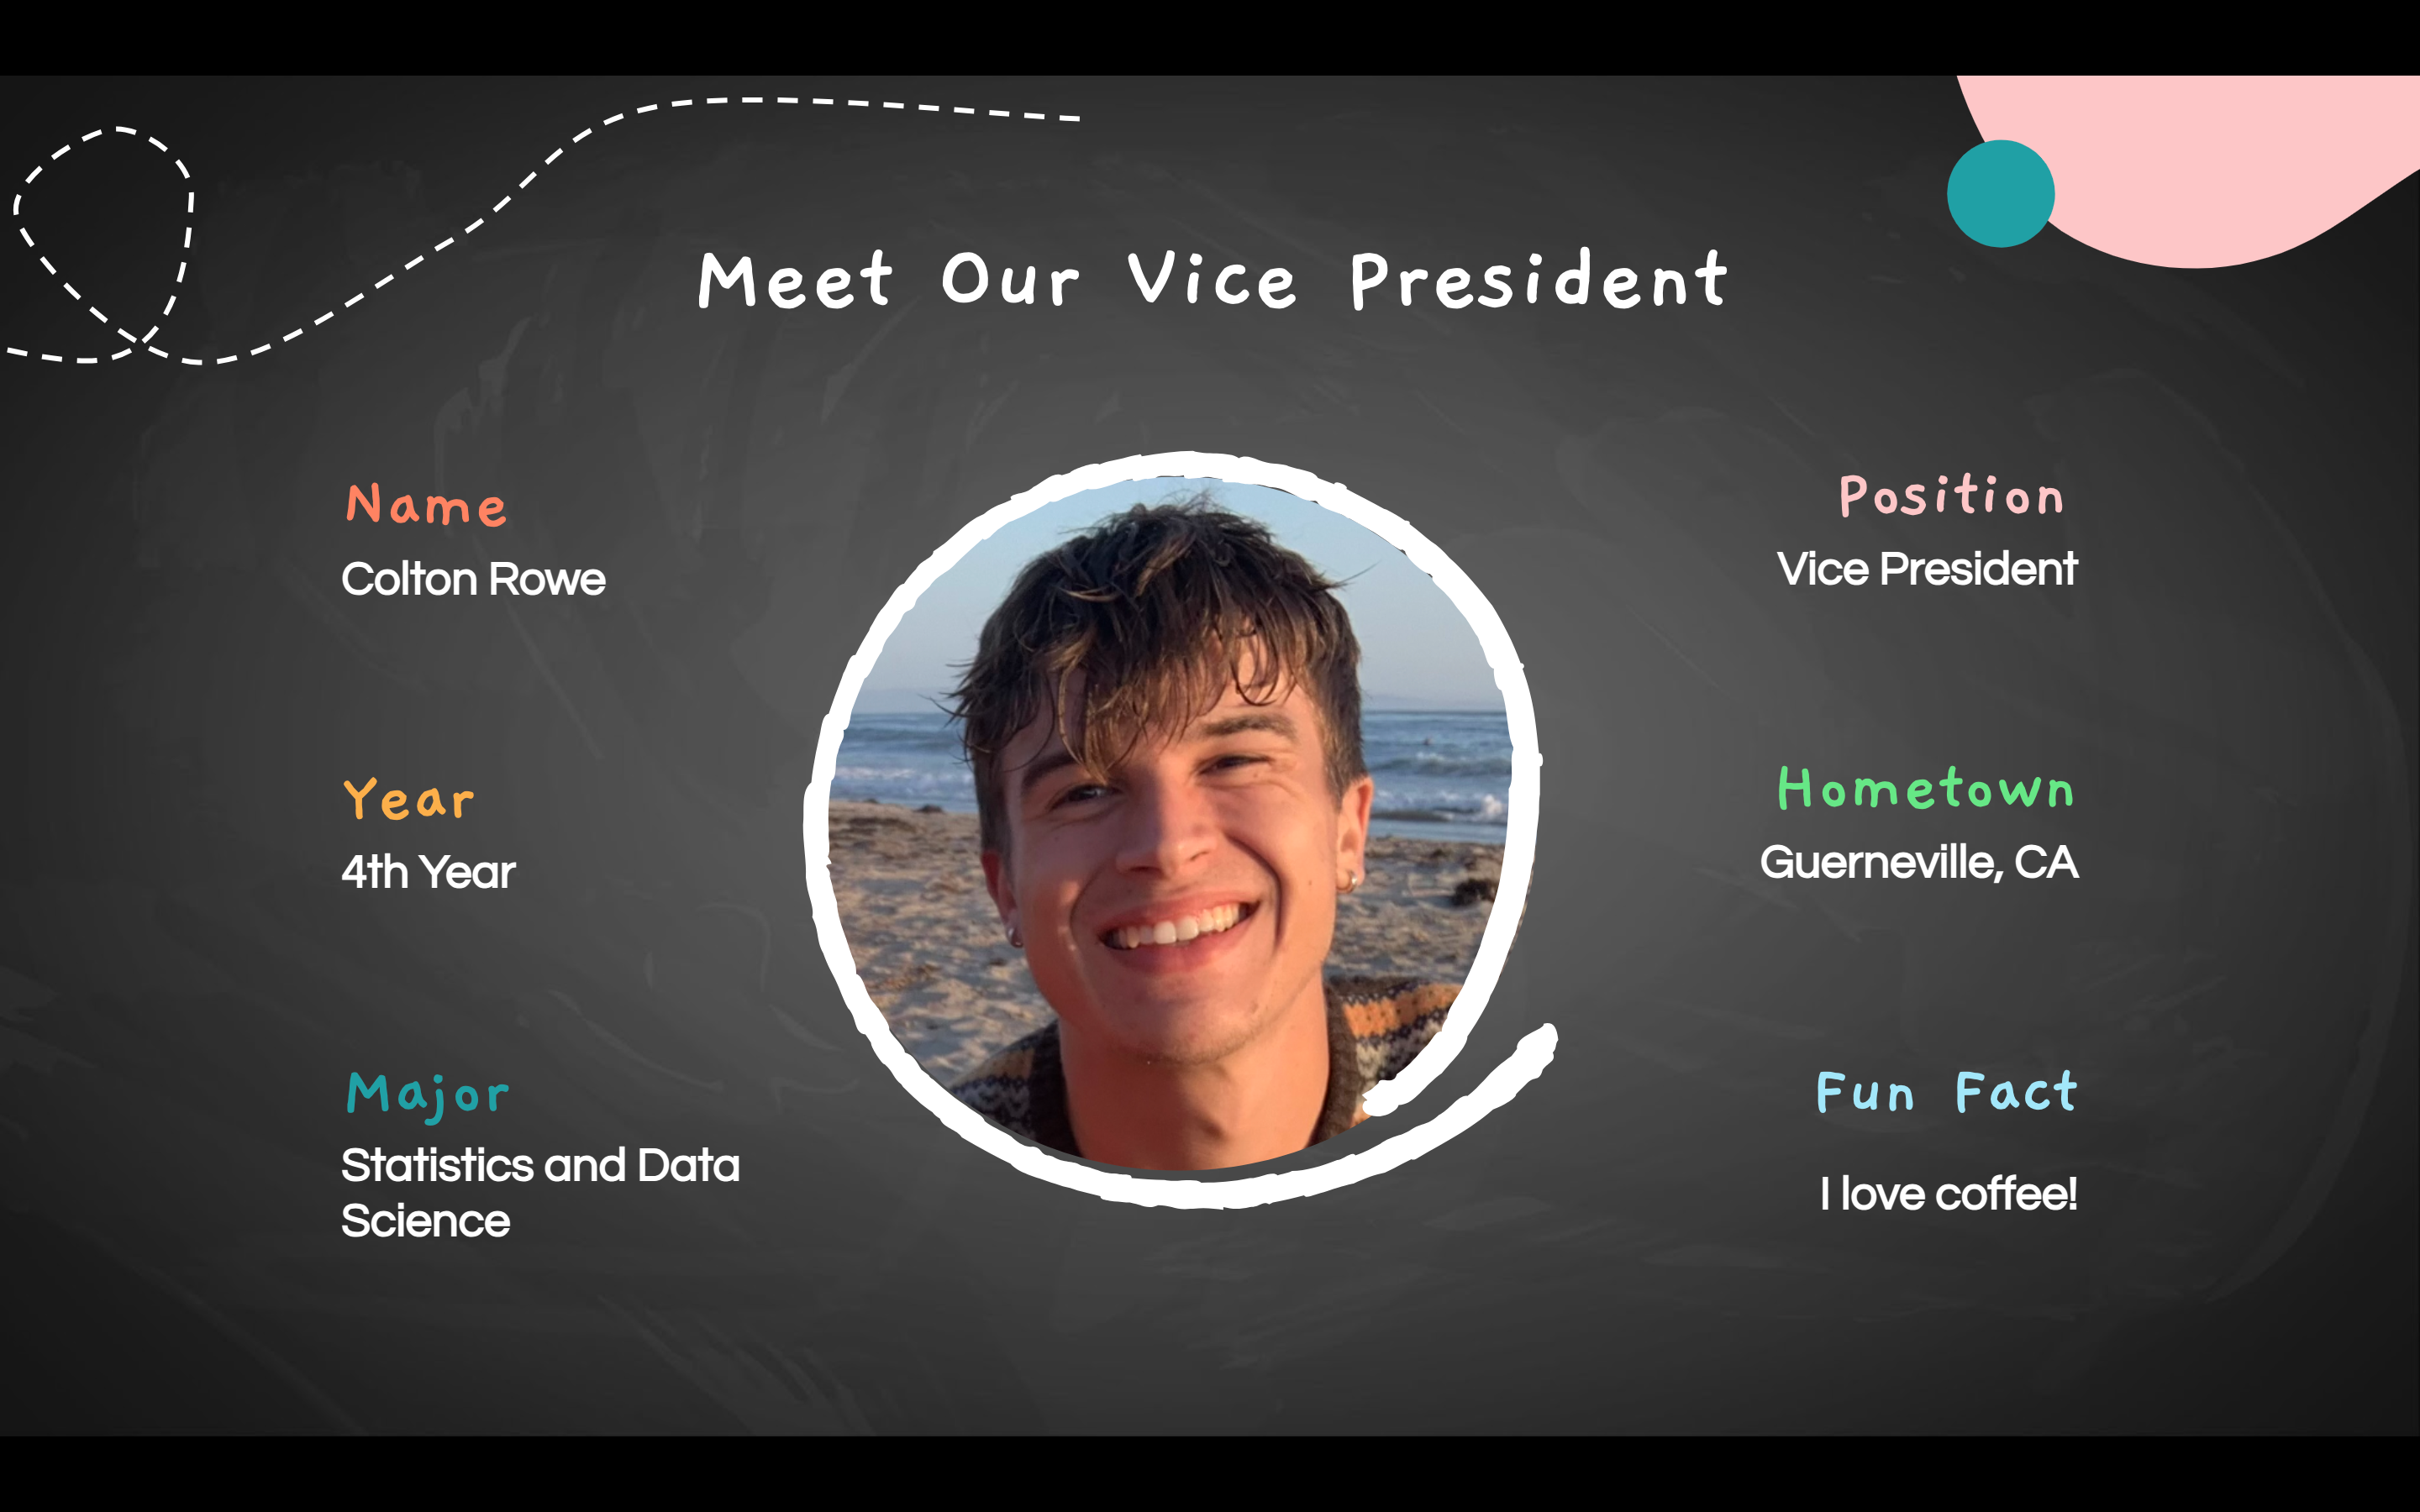 Meet Our Vice President
Name
Colton Rowe
Year
4th Year
Major
Statistics and Data
Science
Position
Vice President
Hometown
Guerneville, CA
Fun Fact
I love coffee!